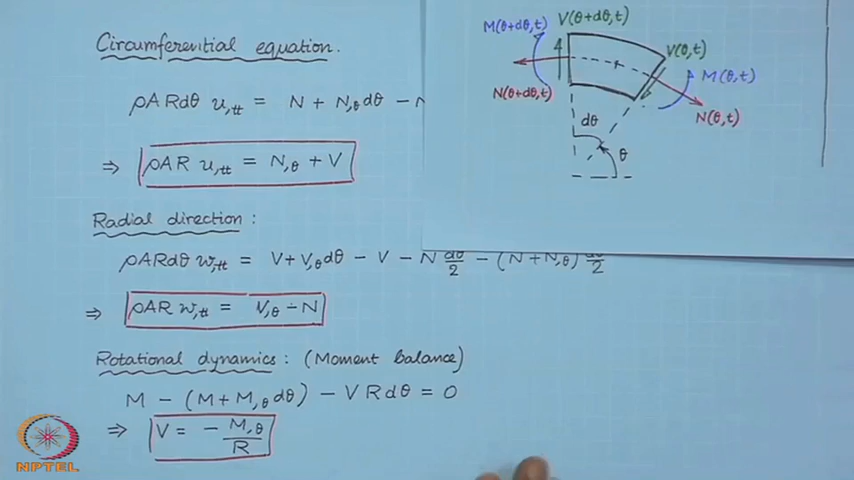 Circumferential equation.
ρARdθ u,tt = N + N,θ dθ −
⇒ ρAR u,tt = N,θ + V
Radial direction :
ρARdθ w,tt = V + V,θ dθ − V − N dθ/2 − (N + N,θ) dθ/2
⇒ ρAR w,tt = V,θ − N
Rotational dynamics : (Moment balance)
M − (M + M,θ dθ) − V R dθ = 0
⇒ V = − M,θ/R
M(θ+dθ,t)
V(θ+dθ,t)
V(θ,t)
M(θ,t)
N(θ+dθ,t)
N(θ,t)
dθ
θ
NPTEL